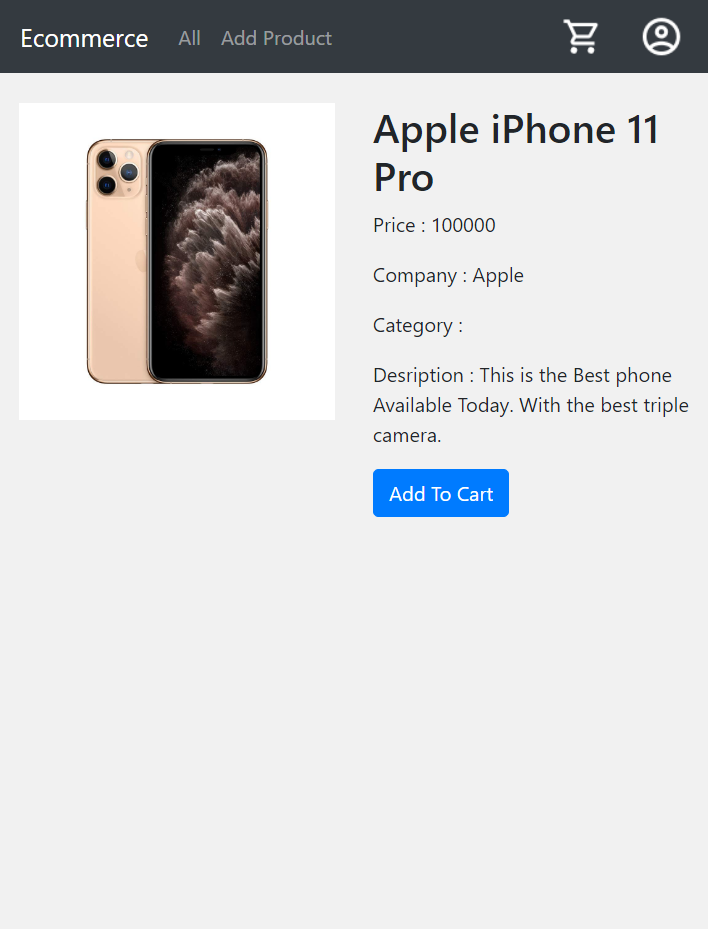 Ecommerce All Add Product
Apple iPhone 11
Pro
Price : 100000
Company : Apple
Category :
Desription : This is the Best phone
Available Today. With the best triple
camera.
Add To Cart